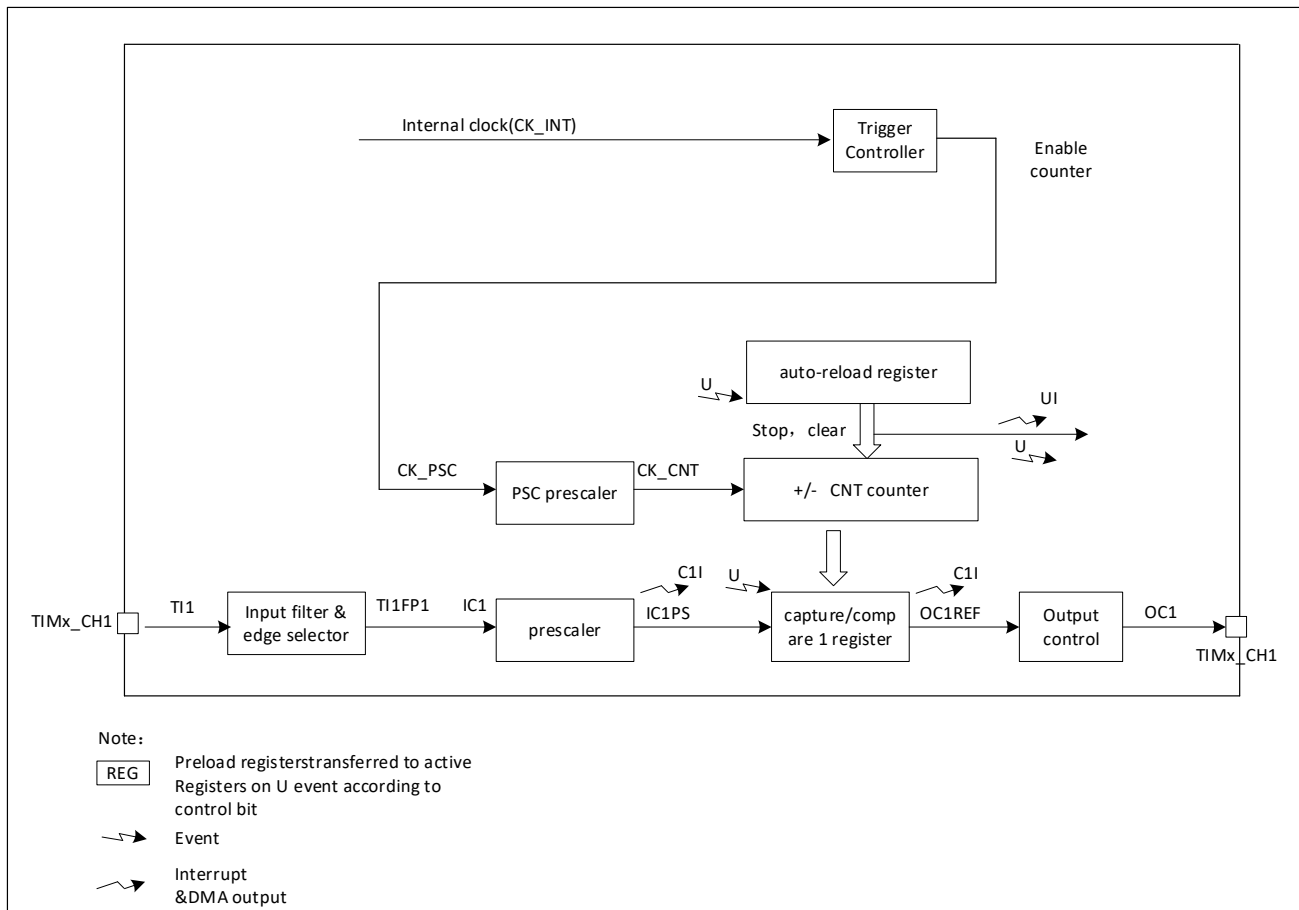 Internal clock(CK_INT)
Trigger
Controller
Enable
counter
auto-reload register
U
UI
Stop，clear
U
CK_PSC
PSC prescaler
CK_CNT
+/- CNT counter
TIMx_CH1
TI1
Input filter &
edge selector
TI1FP1
IC1
prescaler
C1I
IC1PS
U
capture/comp
are 1 register
C1I
OC1REF
Output
control
OC1
TIMx_CH1
Note：
REG
Preload registerstransferred to active
Registers on U event according to
control bit
Event
Interrupt
&DMA output